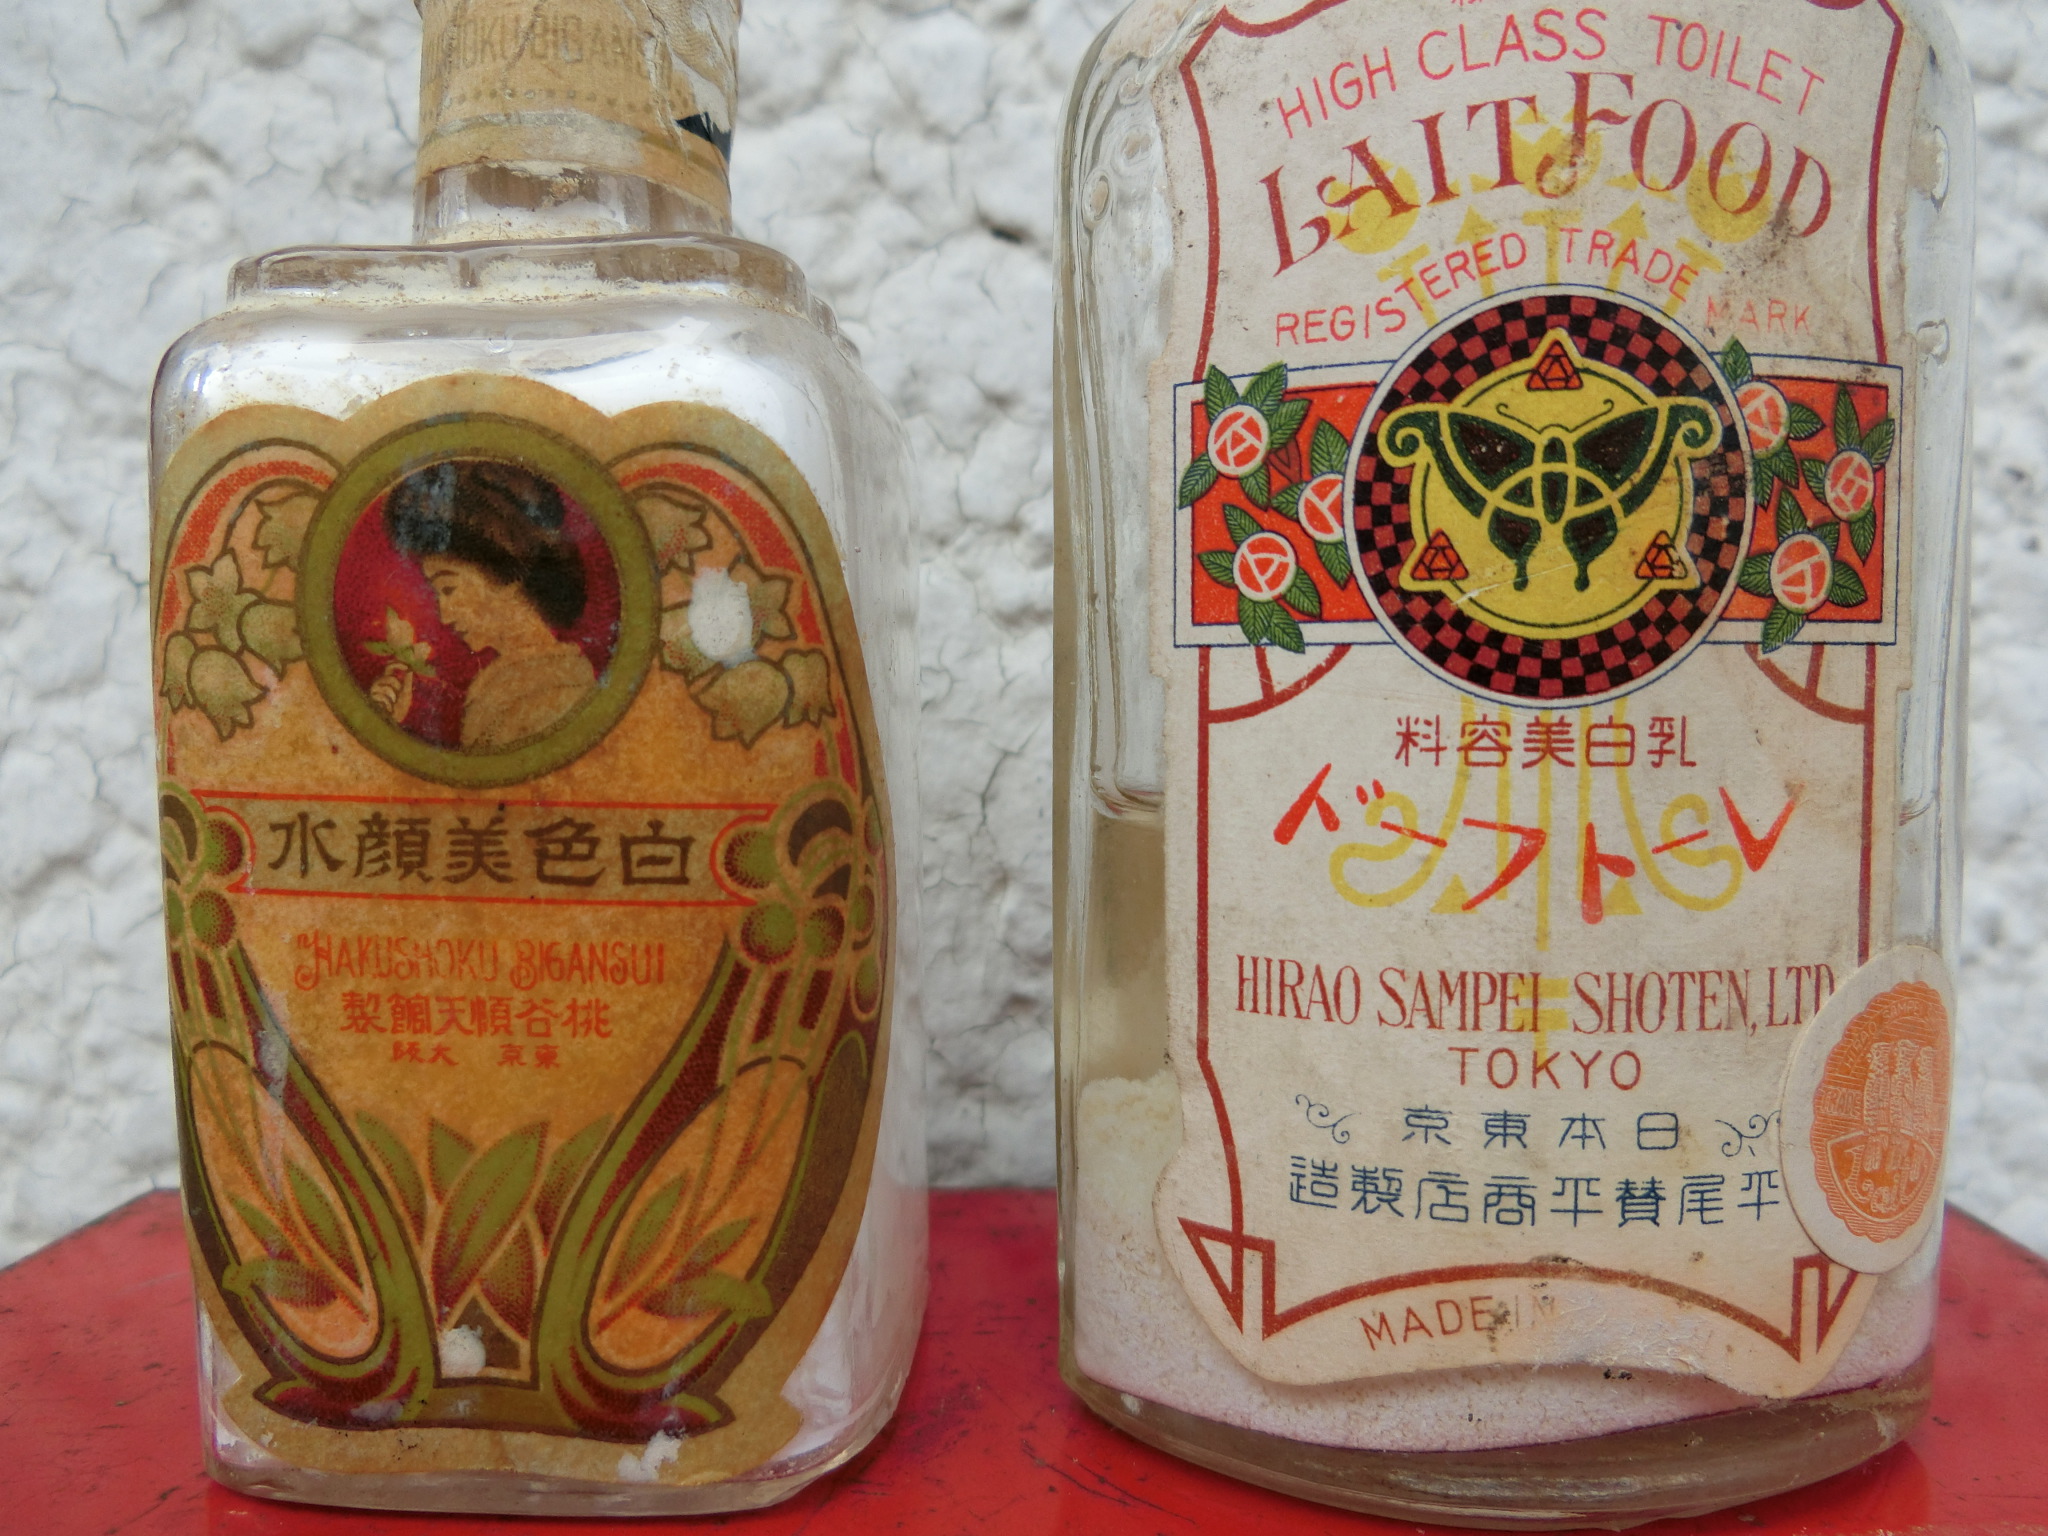 白色美顔水
HAKUSHOKU BIGANSUI
桃谷順天館製
東京 大阪
HIGH CLASS TOILET
LAIT FOOD
REGISTERED TRADE MARK
乳白美容料
レートフード
HIRAO SAMPEI SHOTEN, LTD
TOKYO
日本東京
平尾賛平商店製造
MADE IN